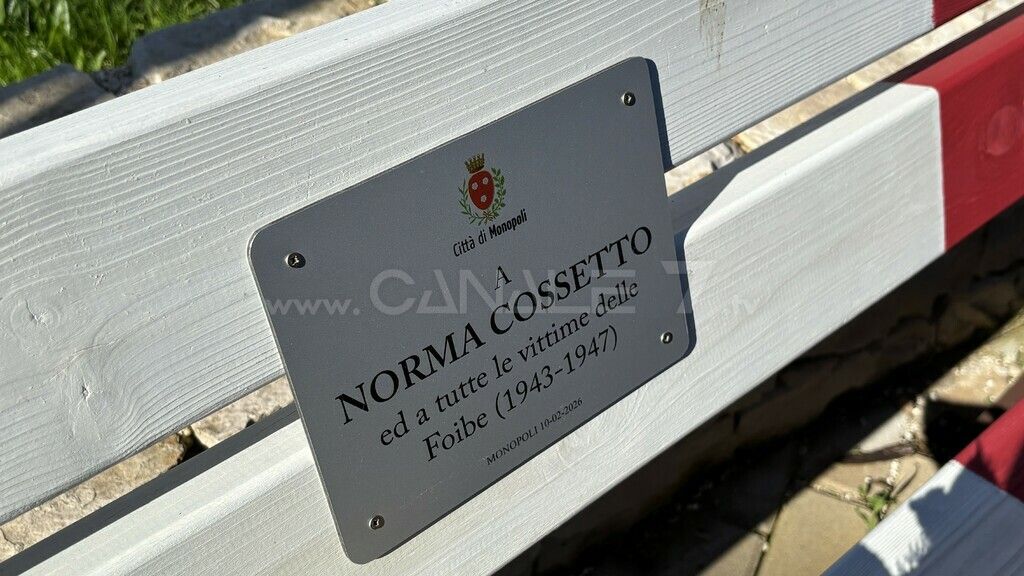 Città di Monopoli
A
NORMA COSSETTO
ed a tutte le vittime delle
Foibe (1943-1947)
MONOPOLI 10-02-2026
www.CANALE7.tv